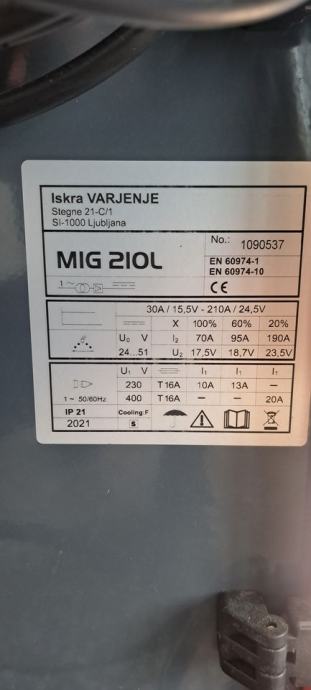 Iskra VARJENJE
Stegne 21-C/1
SI-1000 Ljubljana
MIG 210L
No.: 1090537
EN 60974-1
EN 60974-10
1~
CE
30A / 15,5V - 210A / 24,5V
X 100% 60% 20%
U₀ V I₂ 70A 95A 190A
24...51 U₂ 17,5V 18,7V 23,5V
U₁ V I₁ I₁ I₁
230 T 16A 10A 13A –
1 ~ 50/60Hz 400 T 16A – – 20A
IP 21 Cooling:F
2021 S